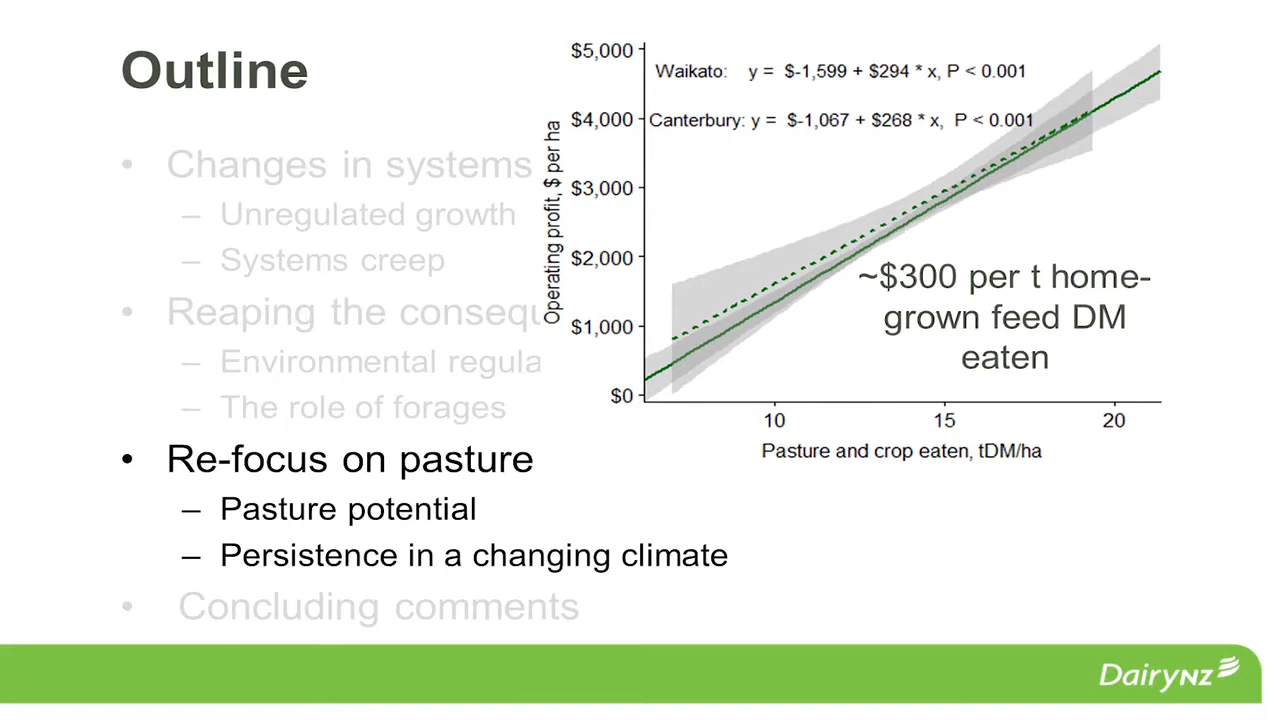 Outline
• Changes in systems
– Unregulated growth
– Systems creep
• Reaping the consequ
– Environmental regula
– The role of forages
• Re-focus on pasture
– Pasture potential
– Persistence in a changing climate
• Concluding comments
Operating profit, $ per ha
$5,000
$4,000
$3,000
$2,000
$1,000
$0
Waikato: y = $-1,599 + $294 * x, P < 0.001
Canterbury: y = $-1,067 + $268 * x, P < 0.001
~$300 per t home-
grown feed DM
eaten
10 15 20
Pasture and crop eaten, tDM/ha
DairyNZ